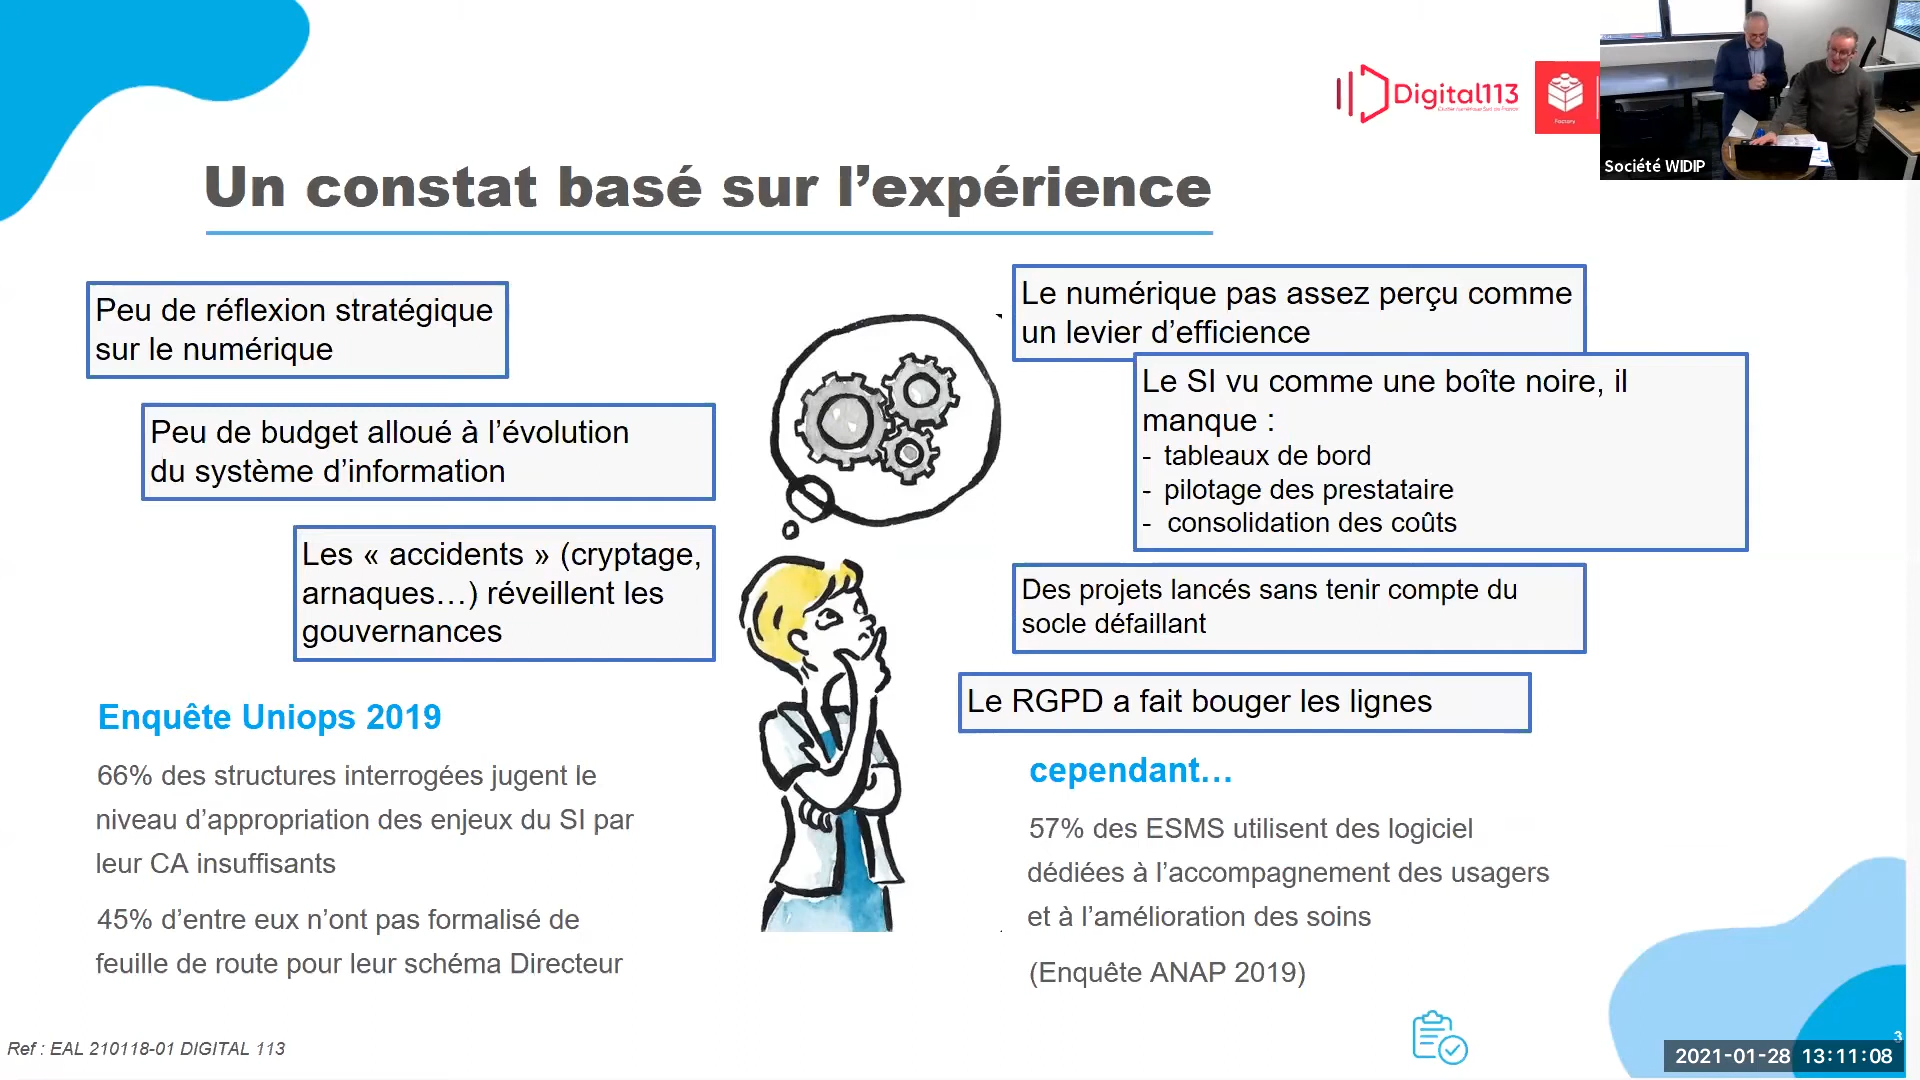 Digital113
Factory
Société WIDIP
Un constat basé sur l’expérience
Peu de réflexion stratégique
sur le numérique
Peu de budget alloué à l’évolution
du système d’information
Les « accidents » (cryptage,
arnaques…) réveillent les
gouvernances
Le numérique pas assez perçu comme
un levier d’efficience
Le SI vu comme une boîte noire, il
manque :
- tableaux de bord
- pilotage des prestataire
- consolidation des coûts
Des projets lancés sans tenir compte du
socle défaillant
Le RGPD a fait bouger les lignes
Enquête Uniops 2019
66% des structures interrogées jugent le
niveau d’appropriation des enjeux du SI par
leur CA insuffisants
45% d’entre eux n’ont pas formalisé de
feuille de route pour leur schéma Directeur
cependant…
57% des ESMS utilisent des logiciel
dédiées à l’accompagnement des usagers
et à l’amélioration des soins
(Enquête ANAP 2019)
Ref : EAL 210118-01 DIGITAL 113
3
2021-01-28 13:11:08